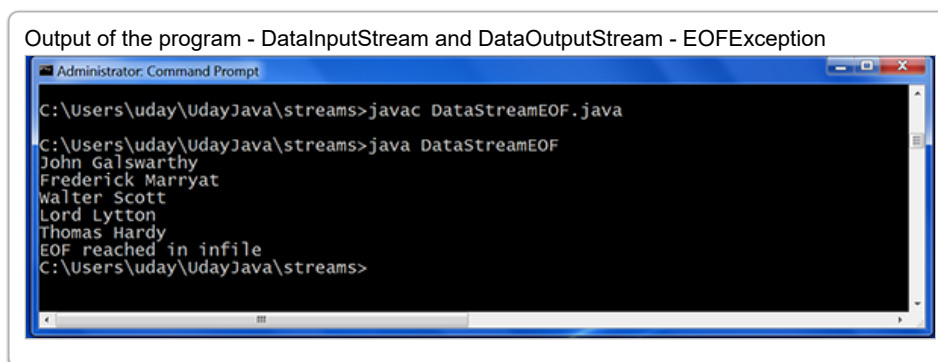 Output of the program - DataInputStream and DataOutputStream - EOFException
Administrator: Command Prompt
C:\Users\uday\UdayJava\streams>javac DataStreamEOF.java
C:\Users\uday\UdayJava\streams>java DataStreamEOF
John Galswarthy
Frederick Marryat
Walter Scott
Lord Lytton
Thomas Hardy
EOF reached in infile
C:\Users\uday\UdayJava\streams>